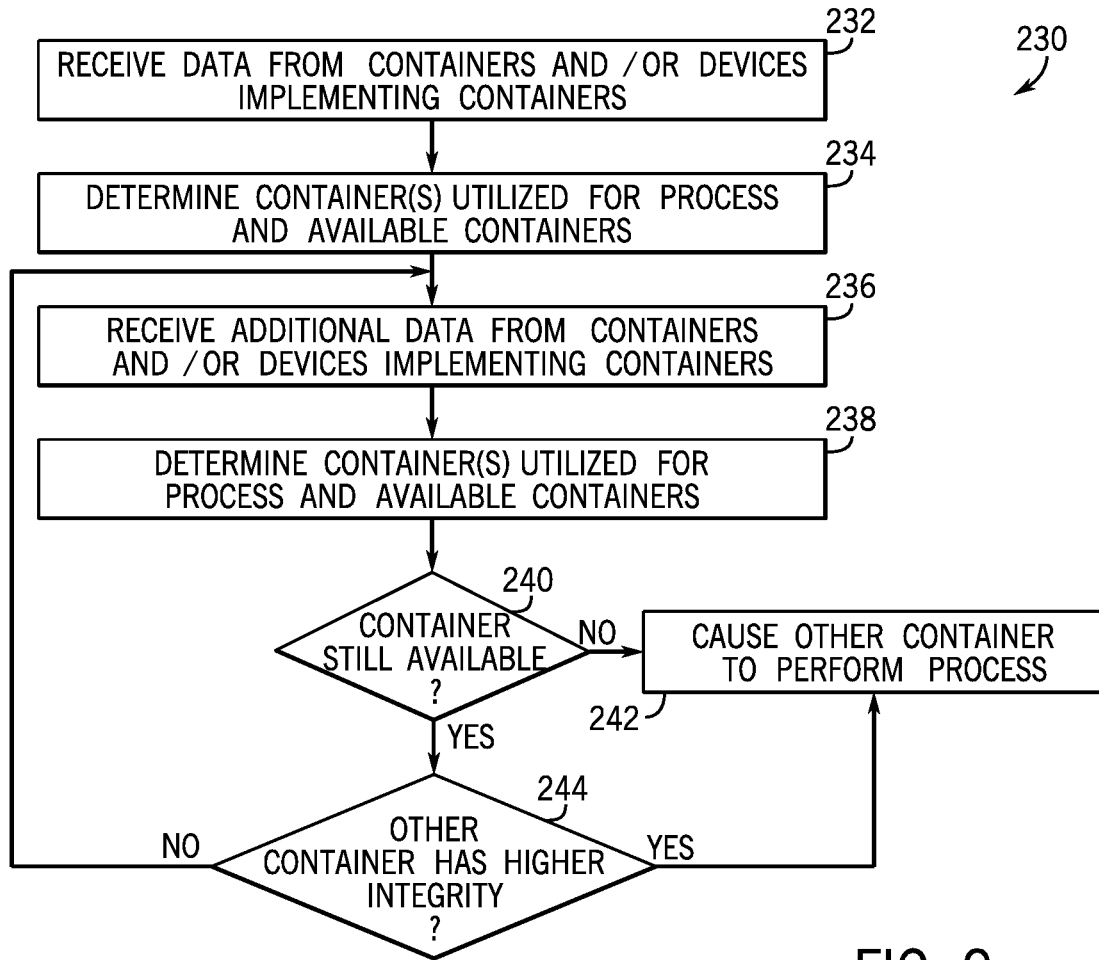 232
230
RECEIVE DATA FROM CONTAINERS AND /OR DEVICES
IMPLEMENTING CONTAINERS
234
DETERMINE CONTAINER(S) UTILIZED FOR PROCESS
AND AVAILABLE CONTAINERS
236
RECEIVE ADDITIONAL DATA FROM CONTAINERS
AND /OR DEVICES IMPLEMENTING CONTAINERS
238
DETERMINE CONTAINER(S) UTILIZED FOR
PROCESS AND AVAILABLE CONTAINERS
240
CONTAINER
STILL AVAILABLE
?
NO
CAUSE OTHER CONTAINER
TO PERFORM PROCESS
242
YES
244
OTHER
CONTAINER HAS HIGHER
INTEGRITY
?
NO
YES